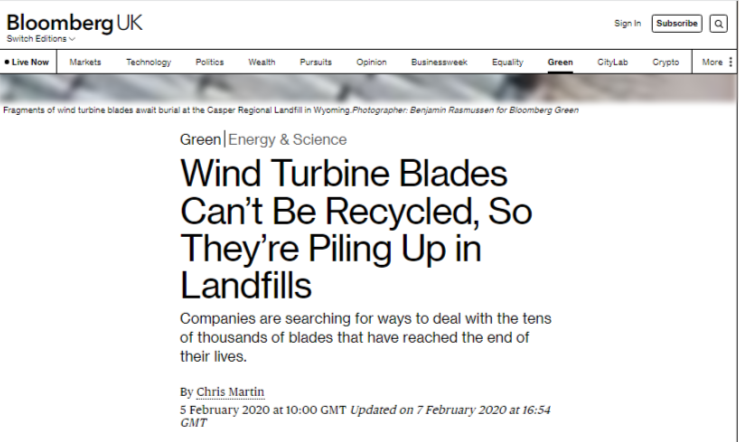 Bloomberg UK
Switch Editions
Sign In Subscribe
Live Now Markets Technology Politics Wealth Pursuits Opinion Businessweek Equality Green CityLab Crypto More
Fragments of wind turbine blades await burial at the Casper Regional Landfill in Wyoming.Photographer: Benjamin Rasmussen for Bloomberg Green
Green|Energy & Science
Wind Turbine Blades
Can’t Be Recycled, So
They’re Piling Up in
Landfills
Companies are searching for ways to deal with the tens
of thousands of blades that have reached the end of
their lives.
By Chris Martin
5 February 2020 at 10:00 GMT Updated on 7 February 2020 at 16:54
GMT